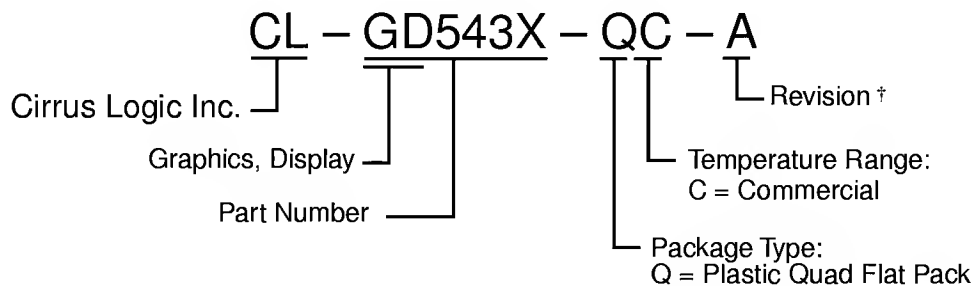 CL – GD543X – QC – A
Cirrus Logic Inc.
Revision †
Graphics, Display
Temperature Range:
C = Commercial
Part Number
Package Type:
Q = Plastic Quad Flat Pack